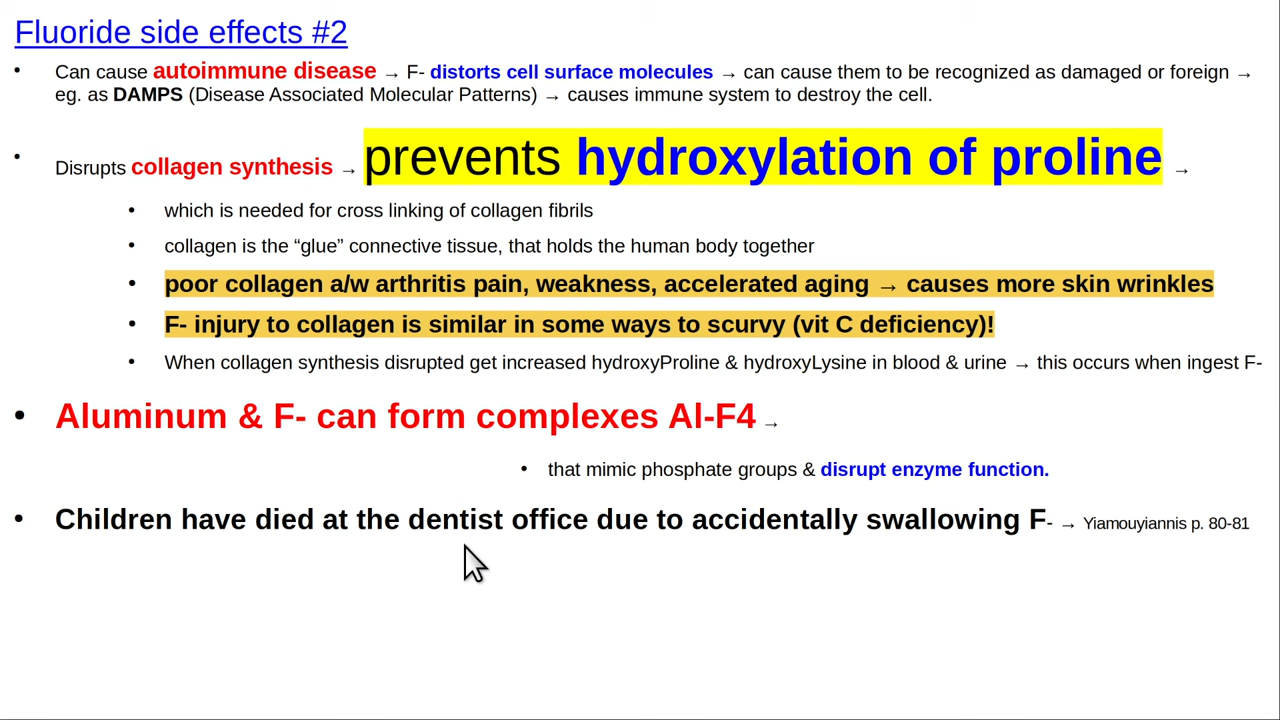 Fluoride side effects #2
• Can cause autoimmune disease → F- distorts cell surface molecules → can cause them to be recognized as damaged or foreign →
eg. as DAMPS (Disease Associated Molecular Patterns) → causes immune system to destroy the cell.
• Disrupts collagen synthesis → prevents hydroxylation of proline →
• which is needed for cross linking of collagen fibrils
• collagen is the “glue” connective tissue, that holds the human body together
• poor collagen a/w arthritis pain, weakness, accelerated aging → causes more skin wrinkles
• F- injury to collagen is similar in some ways to scurvy (vit C deficiency)!
• When collagen synthesis disrupted get increased hydroxyProline & hydroxyLysine in blood & urine → this occurs when ingest F-
• Aluminum & F- can form complexes Al-F4 →
• that mimic phosphate groups & disrupt enzyme function.
• Children have died at the dentist office due to accidentally swallowing F- → Yiamouyiannis p. 80-81